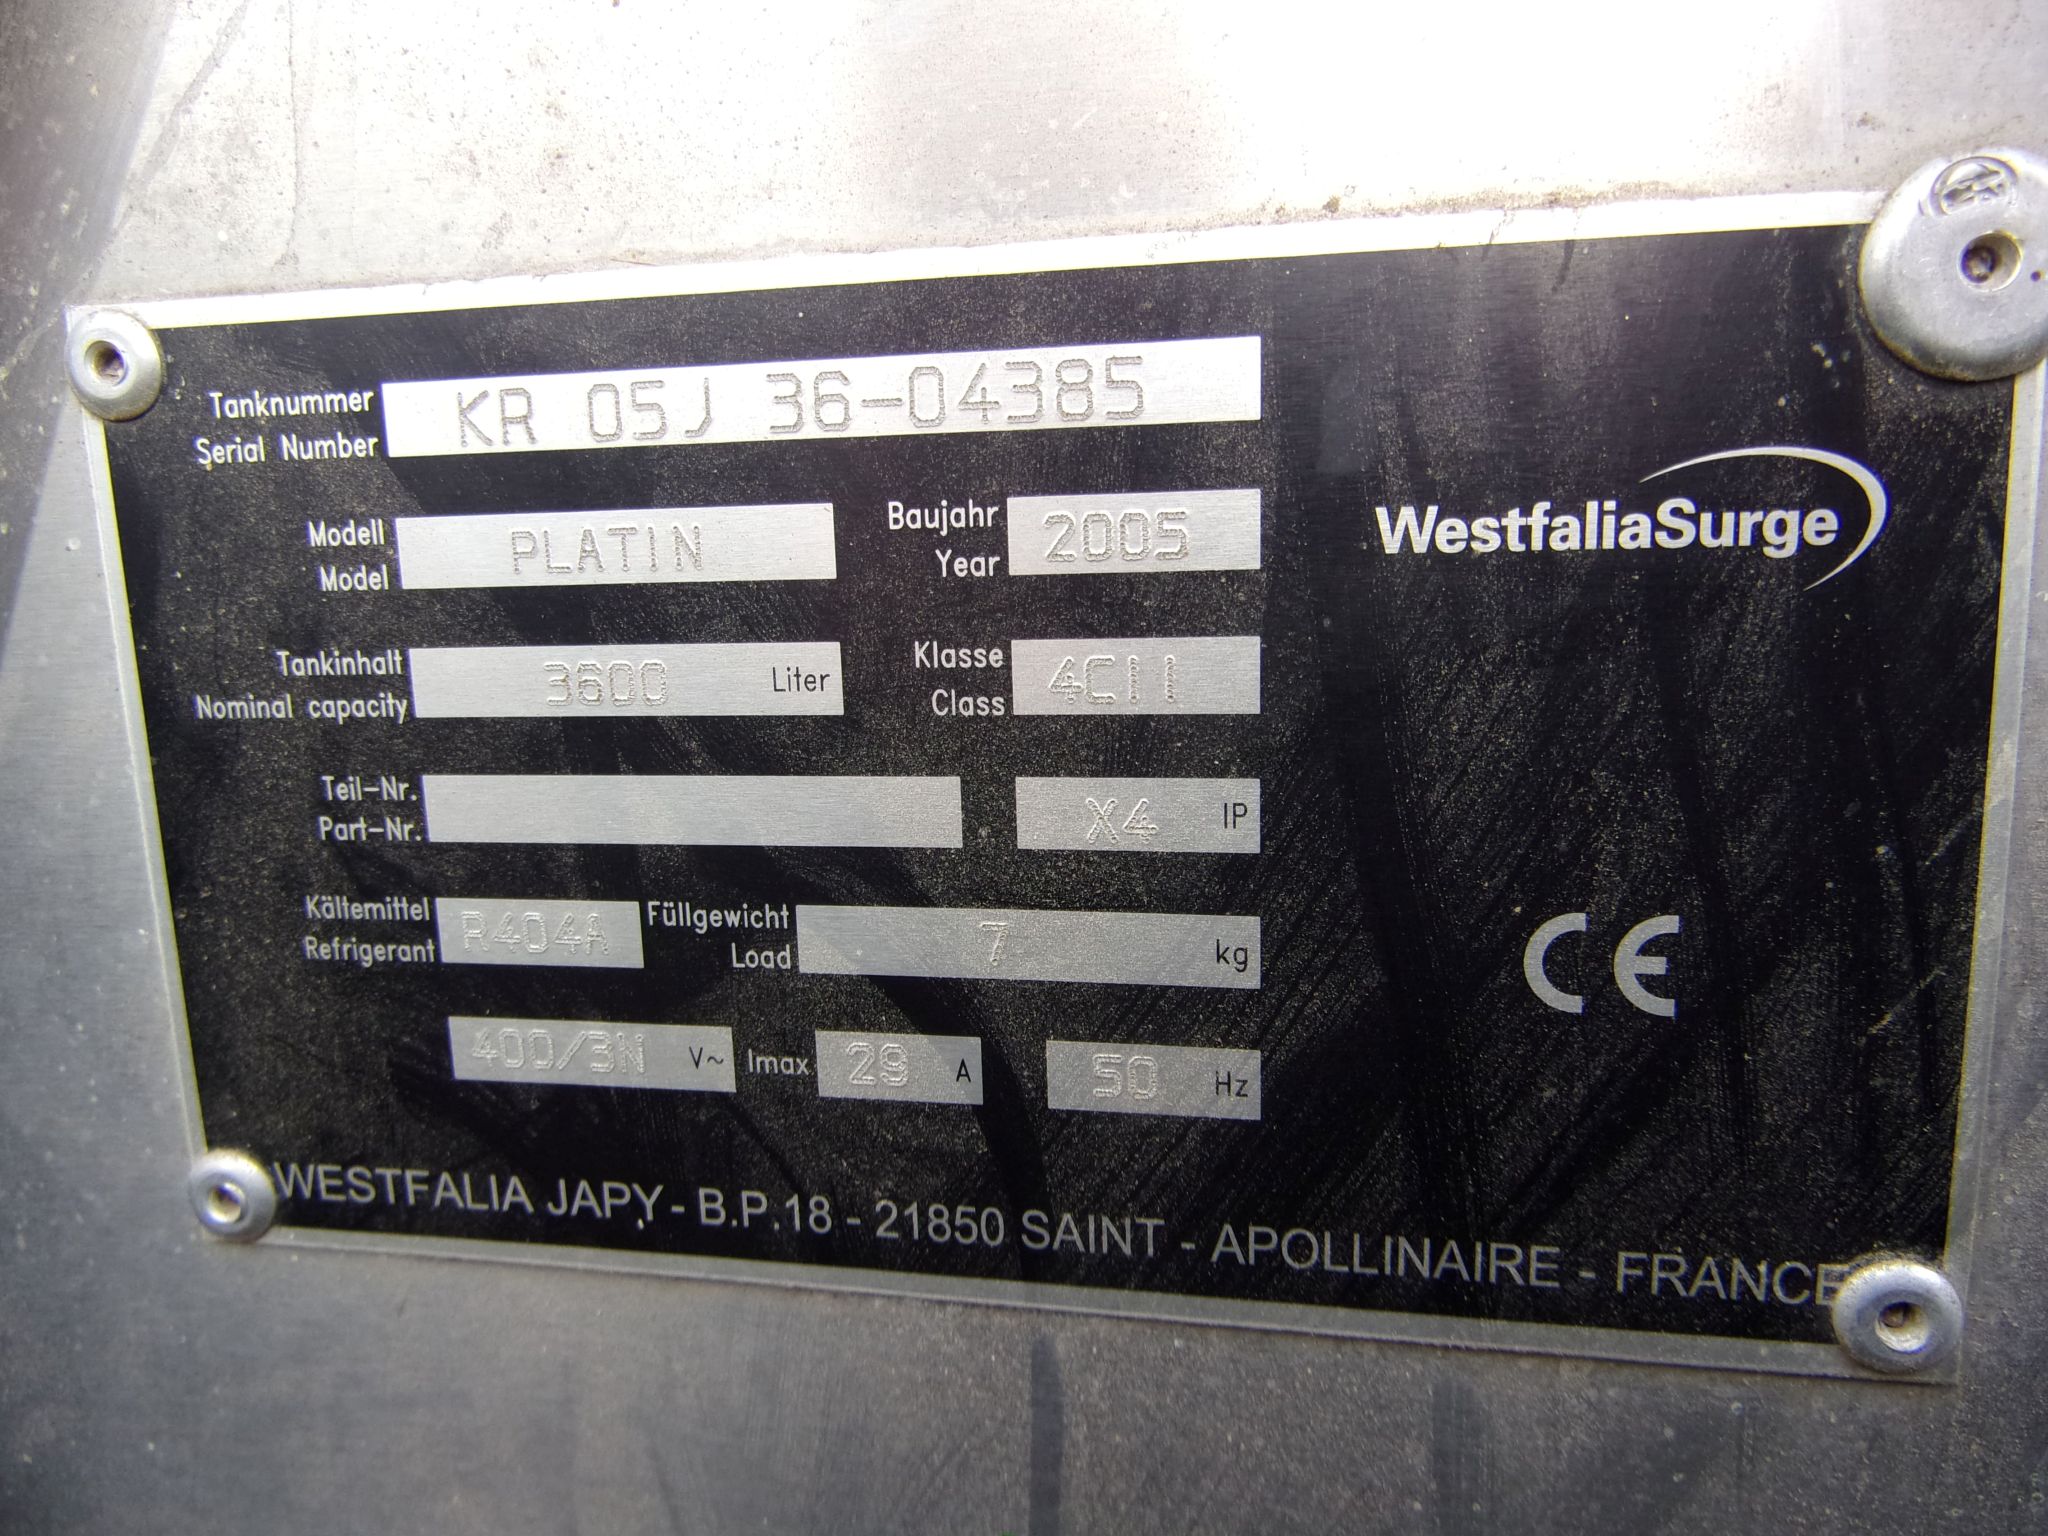 Tanknummer
Serial Number
KR 05J 36-04385
Modell
Model
PLATIN
Baujahr
Year
2005
WestfaliaSurge
Tankinhalt
Nominal capacity
3600 Liter
Klasse
Class
4CII
Teil-Nr.
Part-Nr.
X4 IP
Kältemittel
Refrigerant
R404A
Füllgewicht
Load
7 kg
CE
400/3N V~ Imax 29 A 50 Hz
WESTFALIA JAPY - B.P.18 - 21850 SAINT - APOLLINAIRE - FRANCE